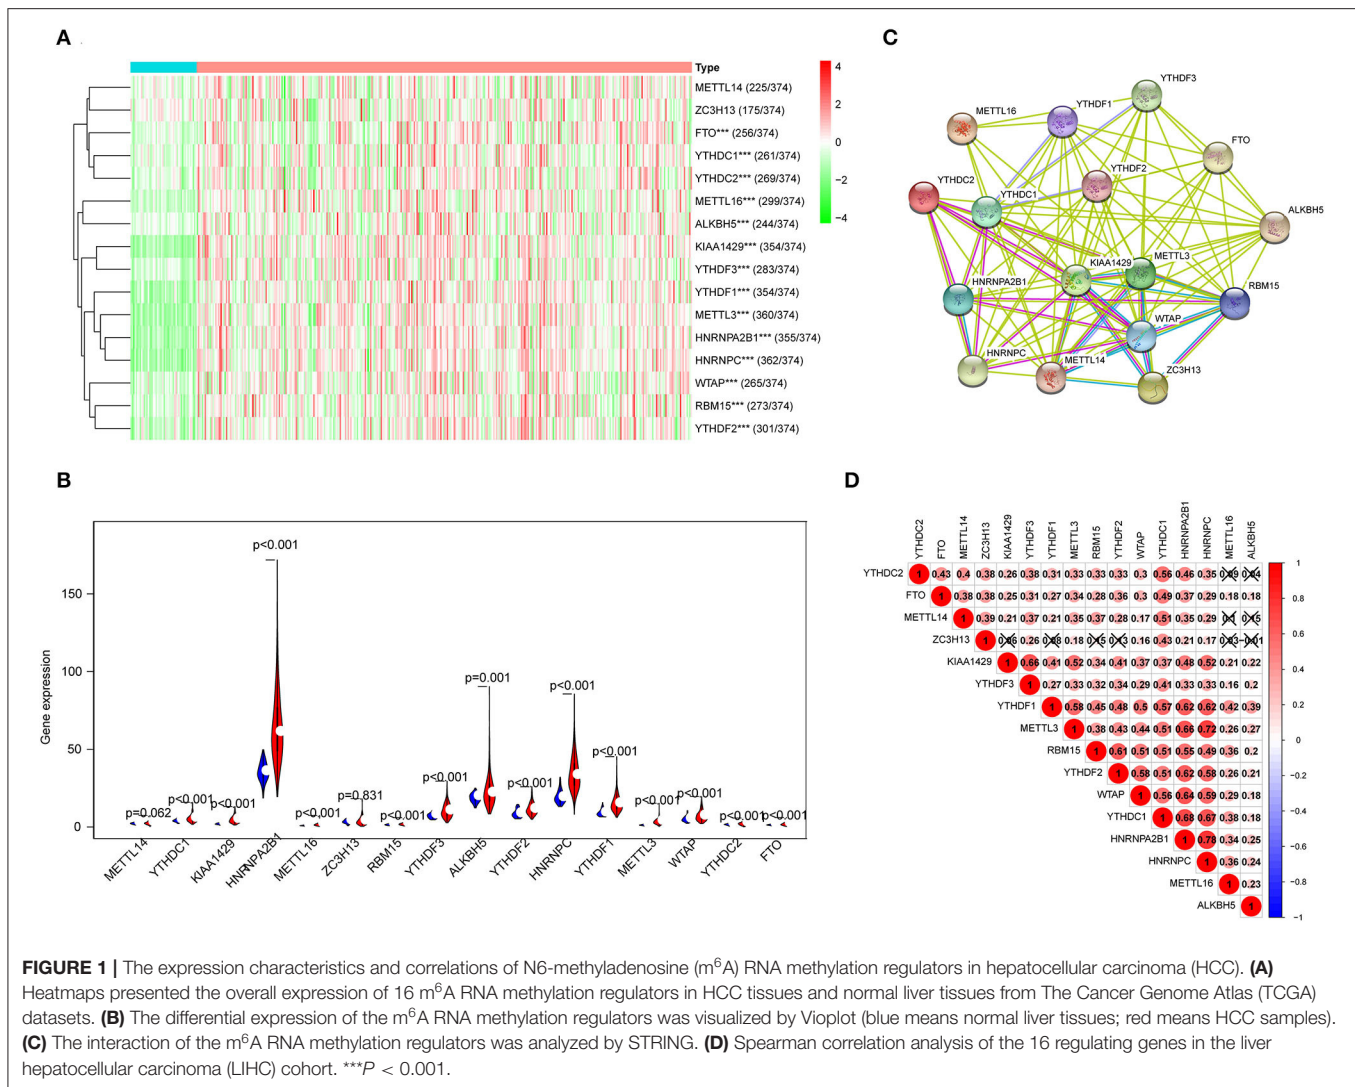 A
Type
METTL14 (225/374)
ZC3H13 (175/374)
FTO*** (256/374)
YTHDC1*** (261/374)
YTHDC2*** (269/374)
METTL16*** (299/374)
ALKBH5*** (244/374)
KIAA1429*** (354/374)
YTHDF3*** (283/374)
YTHDF1*** (354/374)
METTL3*** (360/374)
HNRNPA2B1*** (355/374)
HNRNPC*** (362/374)
WTAP*** (265/374)
RBM15*** (273/374)
YTHDF2*** (301/374)
4
2
0
−2
−4
C
YTHDF3
METTL16
YTHDF1
FTO
YTHDF2
YTHDC2
YTHDC1
ALKBH5
METTL3
KIAA1429
HNRNPA2B1
RBM15
WTAP
HNRNPC
METTL14
ZC3H13
B
Gene expression
150
100
50
0
p=0.062
p<0.001
p<0.001
p<0.001
p<0.001
p=0.831
p<0.001
p<0.001
p=0.001
p<0.001
p<0.001
p<0.001
p<0.001
p<0.001
p<0.001
p<0.001
METTL14
YTHDC1
KIAA1429
HNRNPA2B1
METTL16
ZC3H13
RBM15
YTHDF3
ALKBH5
YTHDF2
HNRNPC
YTHDF1
METTL3
WTAP
YTHDC2
FTO
D
YTHDC2 FTO METTL14 ZC3H13 KIAA1429 YTHDF3 YTHDF1 METTL3 RBM15 YTHDF2 WTAP YTHDC1 HNRNPA2B1 HNRNPC METTL16 ALKBH5
YTHDC2 1 0.43 0.4 0.38 0.26 0.38 0.31 0.33 0.33 0.33 0.3 0.56 0.46 0.35 0.09 0.04
FTO 1 0.38 0.38 0.25 0.31 0.27 0.34 0.28 0.36 0.3 0.49 0.37 0.29 0.18 0.18
METTL14 1 0.39 0.21 0.37 0.21 0.35 0.37 0.28 0.17 0.51 0.35 0.29 0.1 0.15
ZC3H13 1 0.06 0.26 0.08 0.18 0.15 0.13 0.16 0.43 0.21 0.17 0.03 −0.01
KIAA1429 1 0.66 0.41 0.52 0.34 0.41 0.37 0.37 0.48 0.52 0.21 0.22
YTHDF3 1 0.27 0.33 0.32 0.34 0.29 0.41 0.33 0.33 0.16 0.2
YTHDF1 1 0.58 0.45 0.48 0.5 0.57 0.62 0.62 0.42 0.39
METTL3 1 0.38 0.43 0.44 0.51 0.66 0.72 0.26 0.27
RBM15 1 0.61 0.51 0.51 0.55 0.49 0.36 0.2
YTHDF2 1 0.58 0.51 0.62 0.58 0.26 0.21
WTAP 1 0.56 0.64 0.59 0.29 0.18
YTHDC1 1 0.68 0.67 0.38 0.18
HNRNPA2B1 1 0.78 0.34 0.25
HNRNPC 1 0.36 0.24
METTL16 1 0.23
ALKBH5 1
1
0.8
0.6
0.4
0.2
0
−0.2
−0.4
−0.6
−0.8
−1
FIGURE 1 | The expression characteristics and correlations of N6-methyladenosine (m⁶A) RNA methylation regulators in hepatocellular carcinoma (HCC). (A)
Heatmaps presented the overall expression of 16 m⁶A RNA methylation regulators in HCC tissues and normal liver tissues from The Cancer Genome Atlas (TCGA)
datasets. (B) The differential expression of the m⁶A RNA methylation regulators was visualized by Vioplot (blue means normal liver tissues; red means HCC samples).
(C) The interaction of the m⁶A RNA methylation regulators was analyzed by STRING. (D) Spearman correlation analysis of the 16 regulating genes in the liver
hepatocellular carcinoma (LIHC) cohort. ***P < 0.001.